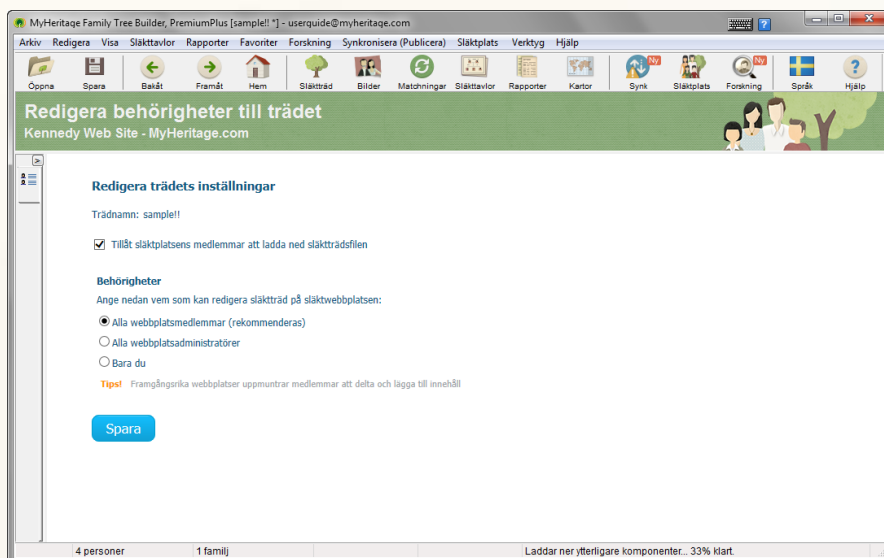 MyHeritage Family Tree Builder, PremiumPlus [sample!! *] - userguide@myheritage.com
Arkiv Redigera Visa Släkttavlor Rapporter Favoriter Forskning Synkronisera (Publicera) Släktplats Verktyg Hjälp
Ny Ny
Öppna Spara Bakåt Framåt Hem Släktträd Bilder Matchningar Släkttavlor Rapporter Kartor Synk Släktplats Forskning Språk Hjälp
Redigera behörigheter till trädet
Kennedy Web Site - MyHeritage.com
Redigera trädets inställningar
Trädnamn: sample!!
Tillåt släktplatsens medlemmar att ladda ned släktträdsfilen
Behörigheter
Ange nedan vem som kan redigera släktträd på släktwebbplatsen:
Alla webbplatsmedlemmar (rekommenderas)
Alla webbplatsadministratörer
Bara du
Tips! Framgångsrika webbplatser uppmuntrar medlemmar att delta och lägga till innehåll
Spara
4 personer 1 familj Laddar ner ytterligare komponenter... 33% klart.